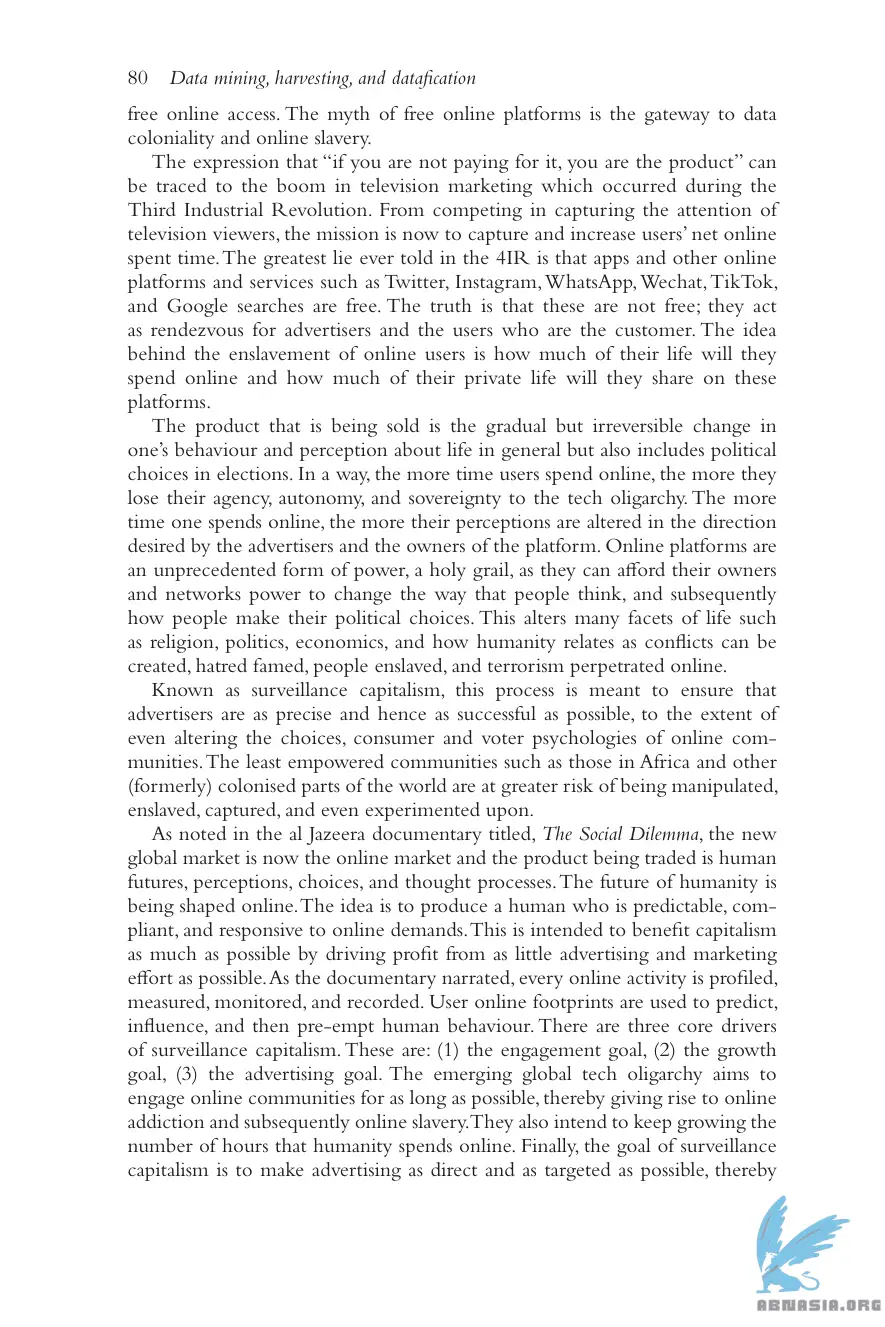 80 Data mining, harvesting, and datafication
free online access. The myth of free online platforms is the gateway to data
coloniality and online slavery.
The expression that “if you are not paying for it, you are the product” can
be traced to the boom in television marketing which occurred during the
Third Industrial Revolution. From competing in capturing the attention of
television viewers, the mission is now to capture and increase users’ net online
spent time. The greatest lie ever told in the 4IR is that apps and other online
platforms and services such as Twitter, Instagram, WhatsApp, Wechat, TikTok,
and Google searches are free. The truth is that these are not free; they act
as rendezvous for advertisers and the users who are the customer. The idea
behind the enslavement of online users is how much of their life will they
spend online and how much of their private life will they share on these
platforms.
The product that is being sold is the gradual but irreversible change in
one’s behaviour and perception about life in general but also includes political
choices in elections. In a way, the more time users spend online, the more they
lose their agency, autonomy, and sovereignty to the tech oligarchy. The more
time one spends online, the more their perceptions are altered in the direction
desired by the advertisers and the owners of the platform. Online platforms are
an unprecedented form of power, a holy grail, as they can afford their owners
and networks power to change the way that people think, and subsequently
how people make their political choices. This alters many facets of life such
as religion, politics, economics, and how humanity relates as conflicts can be
created, hatred famed, people enslaved, and terrorism perpetrated online.
Known as surveillance capitalism, this process is meant to ensure that
advertisers are as precise and hence as successful as possible, to the extent of
even altering the choices, consumer and voter psychologies of online com-
munities. The least empowered communities such as those in Africa and other
(formerly) colonised parts of the world are at greater risk of being manipulated,
enslaved, captured, and even experimented upon.
As noted in the al Jazeera documentary titled, The Social Dilemma, the new
global market is now the online market and the product being traded is human
futures, perceptions, choices, and thought processes. The future of humanity is
being shaped online. The idea is to produce a human who is predictable, com-
pliant, and responsive to online demands. This is intended to benefit capitalism
as much as possible by driving profit from as little advertising and marketing
effort as possible. As the documentary narrated, every online activity is profiled,
measured, monitored, and recorded. User online footprints are used to predict,
influence, and then pre-empt human behaviour. There are three core drivers
of surveillance capitalism. These are: (1) the engagement goal, (2) the growth
goal, (3) the advertising goal. The emerging global tech oligarchy aims to
engage online communities for as long as possible, thereby giving rise to online
addiction and subsequently online slavery. They also intend to keep growing the
number of hours that humanity spends online. Finally, the goal of surveillance
capitalism is to make advertising as direct and as targeted as possible, thereby
ABNASIA.ORG